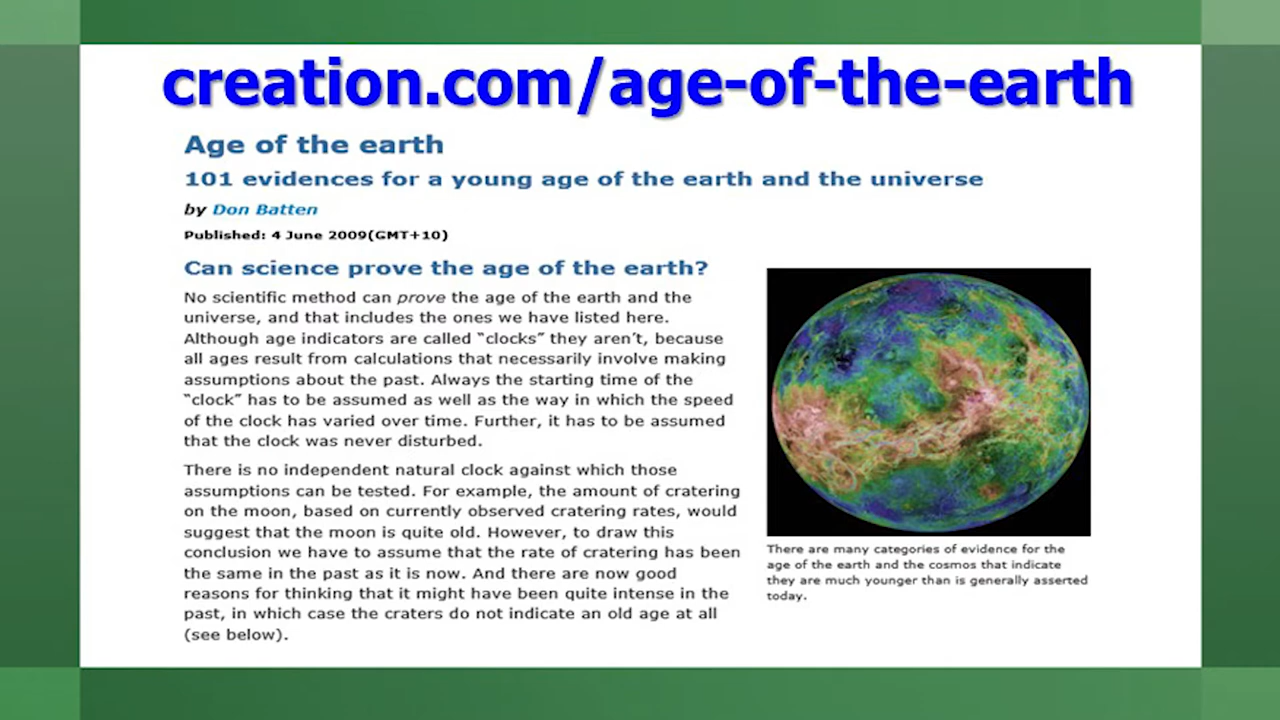 creation.com/age-of-the-earth
Age of the earth
101 evidences for a young age of the earth and the universe
by Don Batten
Published: 4 June 2009(GMT+10)
Can science prove the age of the earth?
No scientific method can prove the age of the earth and the
universe, and that includes the ones we have listed here.
Although age indicators are called “clocks” they aren’t, because
all ages result from calculations that necessarily involve making
assumptions about the past. Always the starting time of the
“clock” has to be assumed as well as the way in which the speed
of the clock has varied over time. Further, it has to be assumed
that the clock was never disturbed.
There is no independent natural clock against which those
assumptions can be tested. For example, the amount of cratering
on the moon, based on currently observed cratering rates, would
suggest that the moon is quite old. However, to draw this
conclusion we have to assume that the rate of cratering has been
the same in the past as it is now. And there are now good
reasons for thinking that it might have been quite intense in the
past, in which case the craters do not indicate an old age at all
(see below).
There are many categories of evidence for the
age of the earth and the cosmos that indicate
they are much younger than is generally asserted
today.